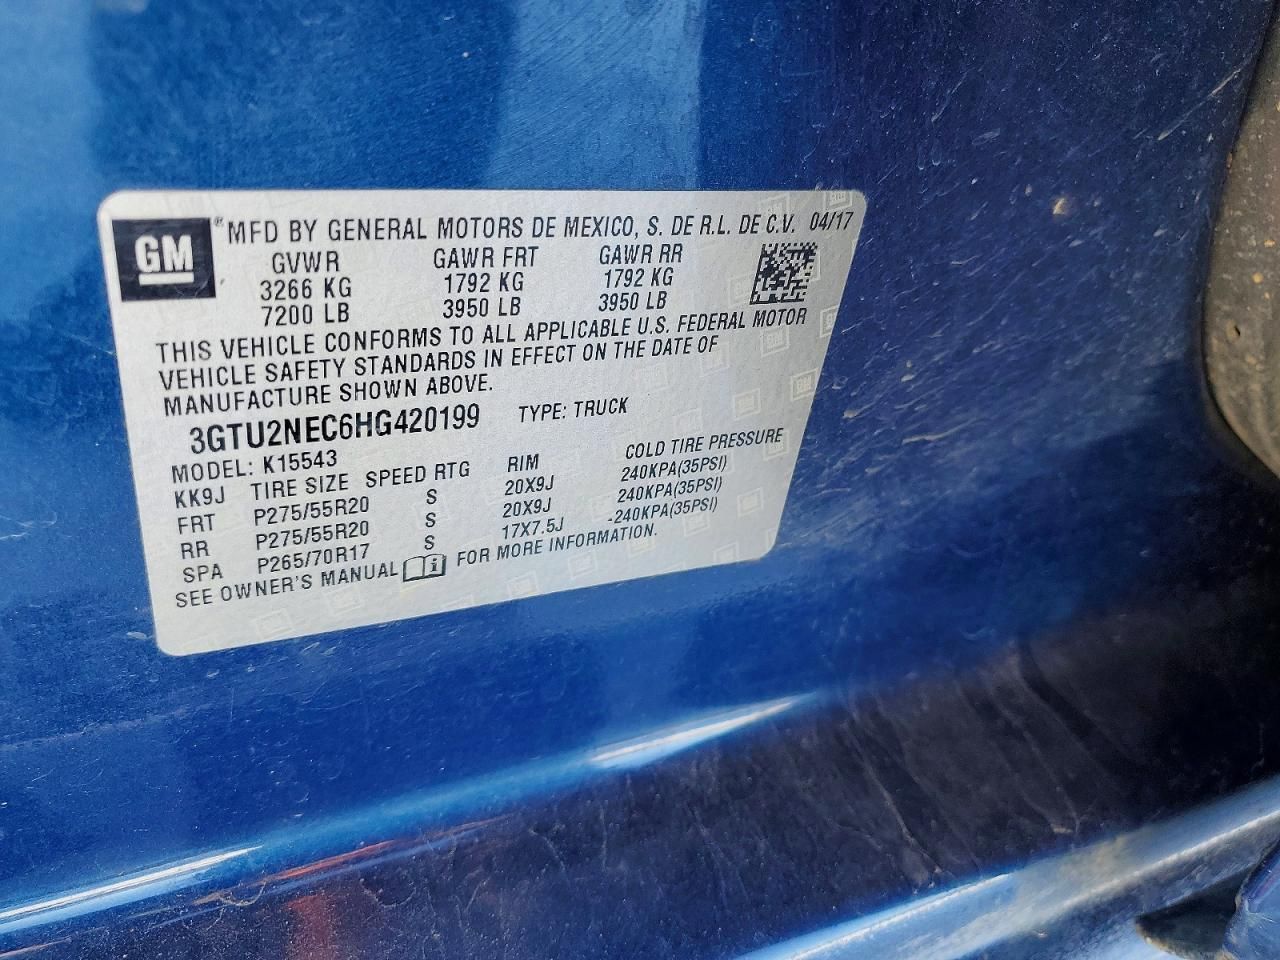 GM ® MFD BY GENERAL MOTORS DE MEXICO, S. DE R.L. DE C.V. 04/17
GVWR GAWR FRT GAWR RR
3266 KG 1792 KG 1792 KG
7200 LB 3950 LB 3950 LB
THIS VEHICLE CONFORMS TO ALL APPLICABLE U.S. FEDERAL MOTOR
VEHICLE SAFETY STANDARDS IN EFFECT ON THE DATE OF
MANUFACTURE SHOWN ABOVE.
3GTU2NEC6HG420199 TYPE: TRUCK
MODEL: K15543
KK9J TIRE SIZE SPEED RTG RIM COLD TIRE PRESSURE
FRT P275/55R20 S 20X9J 240KPA(35PSI)
RR P275/55R20 S 20X9J 240KPA(35PSI)
SPA P265/70R17 S 17X7.5J -240KPA(35PSI)
SEE OWNER'S MANUAL i FOR MORE INFORMATION.